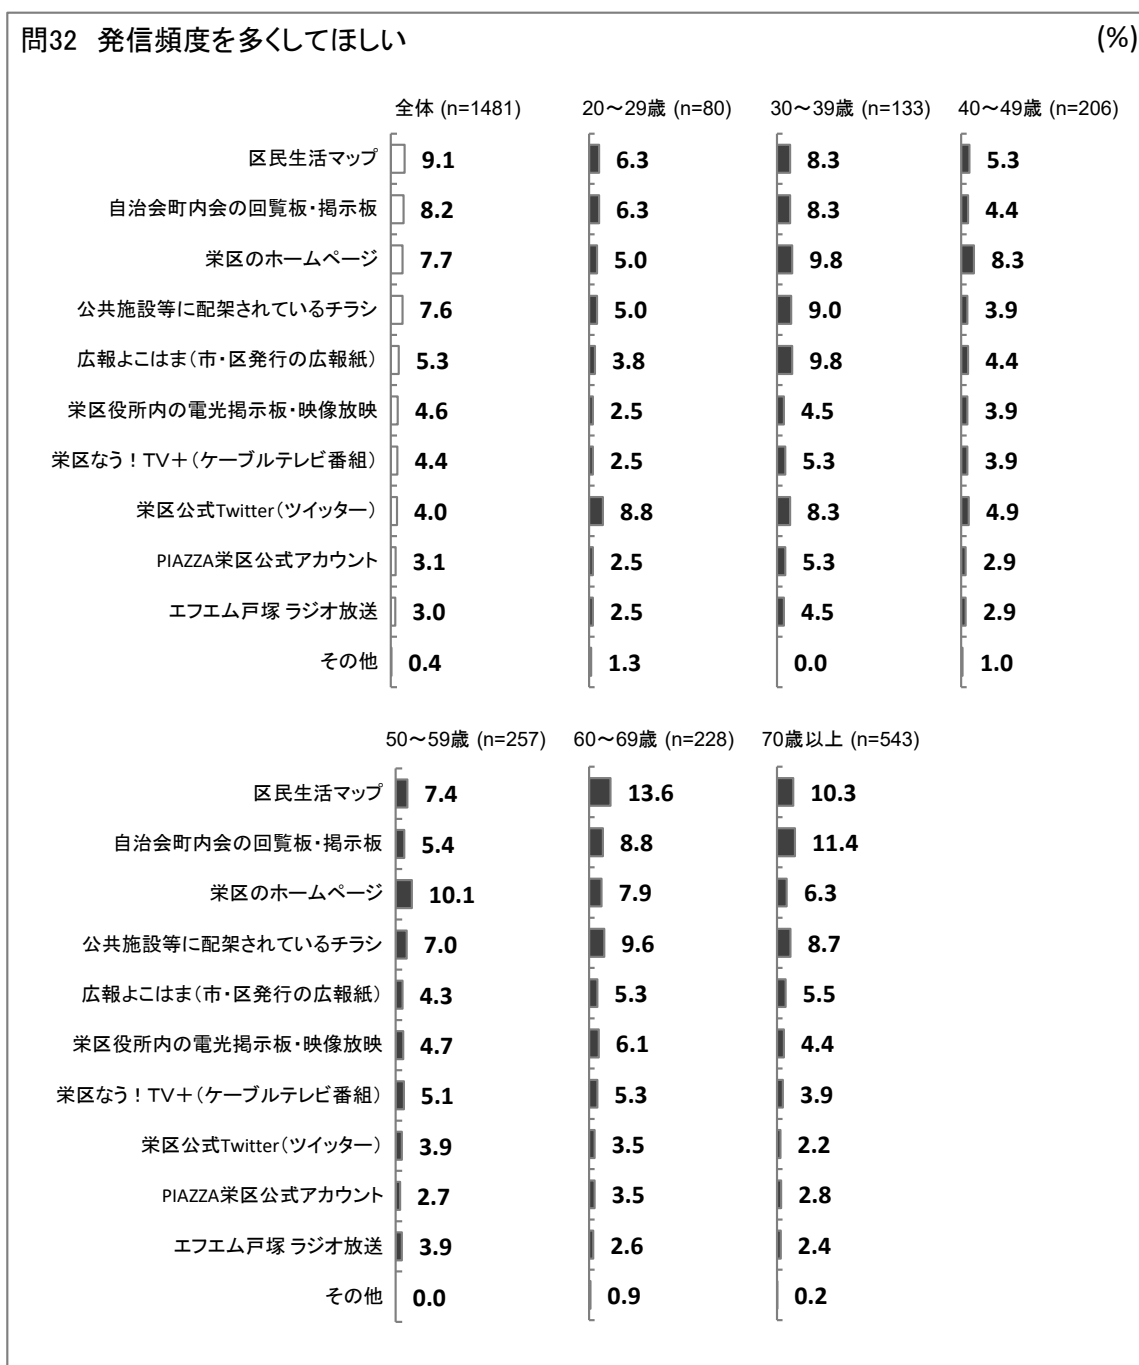 問32 発信頻度を多くしてほしい (%)
全体 (n=1481) 20～29歳 (n=80) 30～39歳 (n=133) 40～49歳 (n=206)
区民生活マップ 9.1 6.3 8.3 5.3
自治会町内会の回覧板・掲示板 8.2 6.3 8.3 4.4
栄区のホームページ 7.7 5.0 9.8 8.3
公共施設等に配架されているチラシ 7.6 5.0 9.0 3.9
広報よこはま（市・区発行の広報紙） 5.3 3.8 9.8 4.4
栄区役所内の電光掲示板・映像放映 4.6 2.5 4.5 3.9
栄区なう！TV＋（ケーブルテレビ番組） 4.4 2.5 5.3 3.9
栄区公式Twitter（ツイッター） 4.0 8.8 8.3 4.9
PIAZZA栄区公式アカウント 3.1 2.5 5.3 2.9
エフエム戸塚 ラジオ放送 3.0 2.5 4.5 2.9
その他 0.4 1.3 0.0 1.0
50～59歳 (n=257) 60～69歳 (n=228) 70歳以上 (n=543)
区民生活マップ 7.4 13.6 10.3
自治会町内会の回覧板・掲示板 5.4 8.8 11.4
栄区のホームページ 10.1 7.9 6.3
公共施設等に配架されているチラシ 7.0 9.6 8.7
広報よこはま（市・区発行の広報紙） 4.3 5.3 5.5
栄区役所内の電光掲示板・映像放映 4.7 6.1 4.4
栄区なう！TV＋（ケーブルテレビ番組） 5.1 5.3 3.9
栄区公式Twitter（ツイッター） 3.9 3.5 2.2
PIAZZA栄区公式アカウント 2.7 3.5 2.8
エフエム戸塚 ラジオ放送 3.9 2.6 2.4
その他 0.0 0.9 0.2